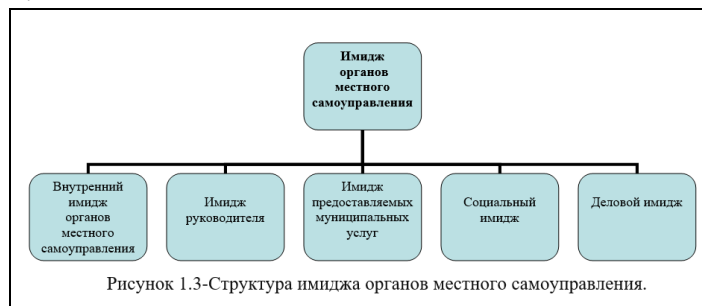 Имидж
органов
местного
самоуправления
Внутренний
имидж
органов
местного
самоуправления
Имидж
руководителя
Имидж
предоставляемых
муниципальных
услуг
Социальный
имидж
Деловой имидж
Рисунок 1.3-Структура имиджа органов местного самоуправления.